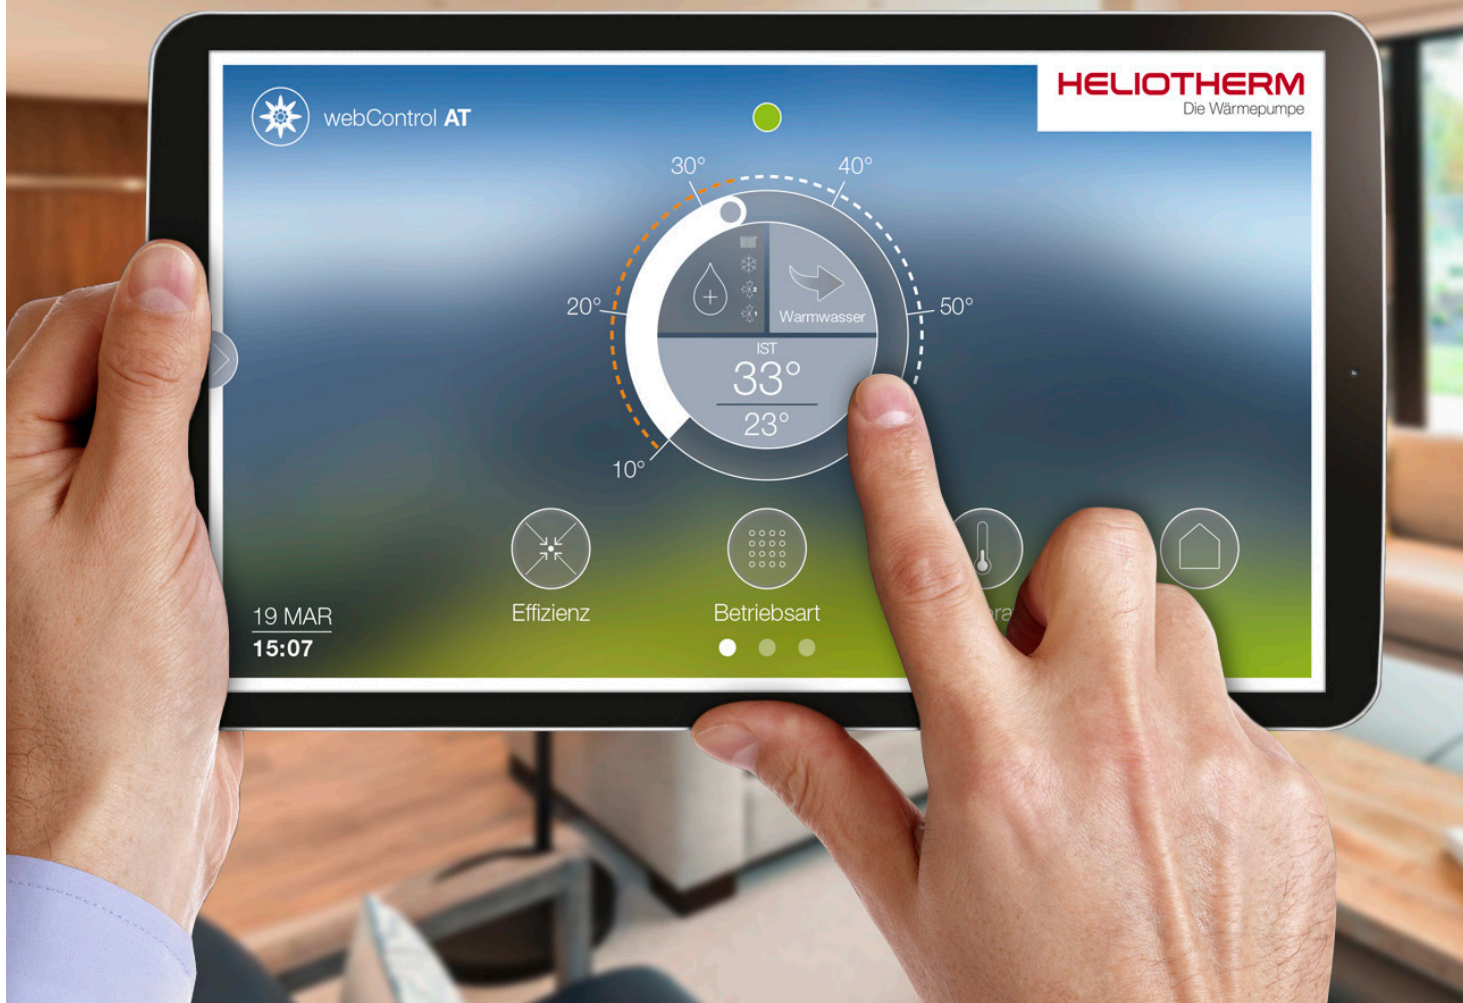 HELIOTHERM
Die Wärmepumpe
webControl AT
30°
40°
20°
50°
10°
Warmwasser
IST
33°
23°
Effizienz
Betriebsart
19 MAR
15:07